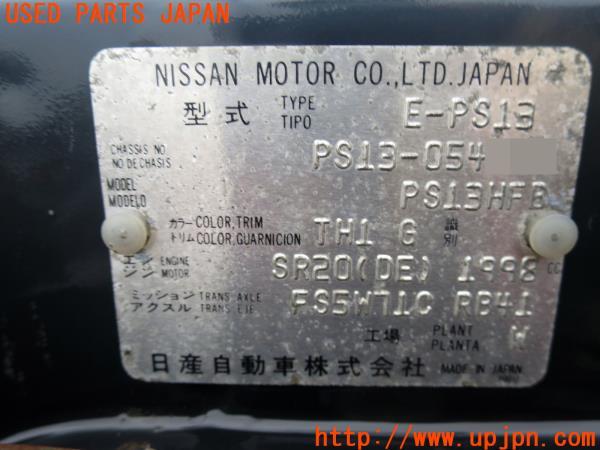 USED PARTS JAPAN
NISSAN MOTOR CO.,LTD. JAPAN
型式 TYPE TIPO E-PS13
CHASSIS NO NO DE CHASIS PS13-054
MODEL MODELO PS13HFB
カラー COLOR,TRIM トリム COLOR,GUARNICION TH1 G 識別
エンジン ENGINE MOTOR SR20(DE) 1998 CC
ミッション TRANS AXLE アクスル TRANS EJE FS5W71C RB41
工場 PLANT PLANTA W
日産自動車株式会社 MADE IN JAPAN
UPJ http://www.upjpn.com